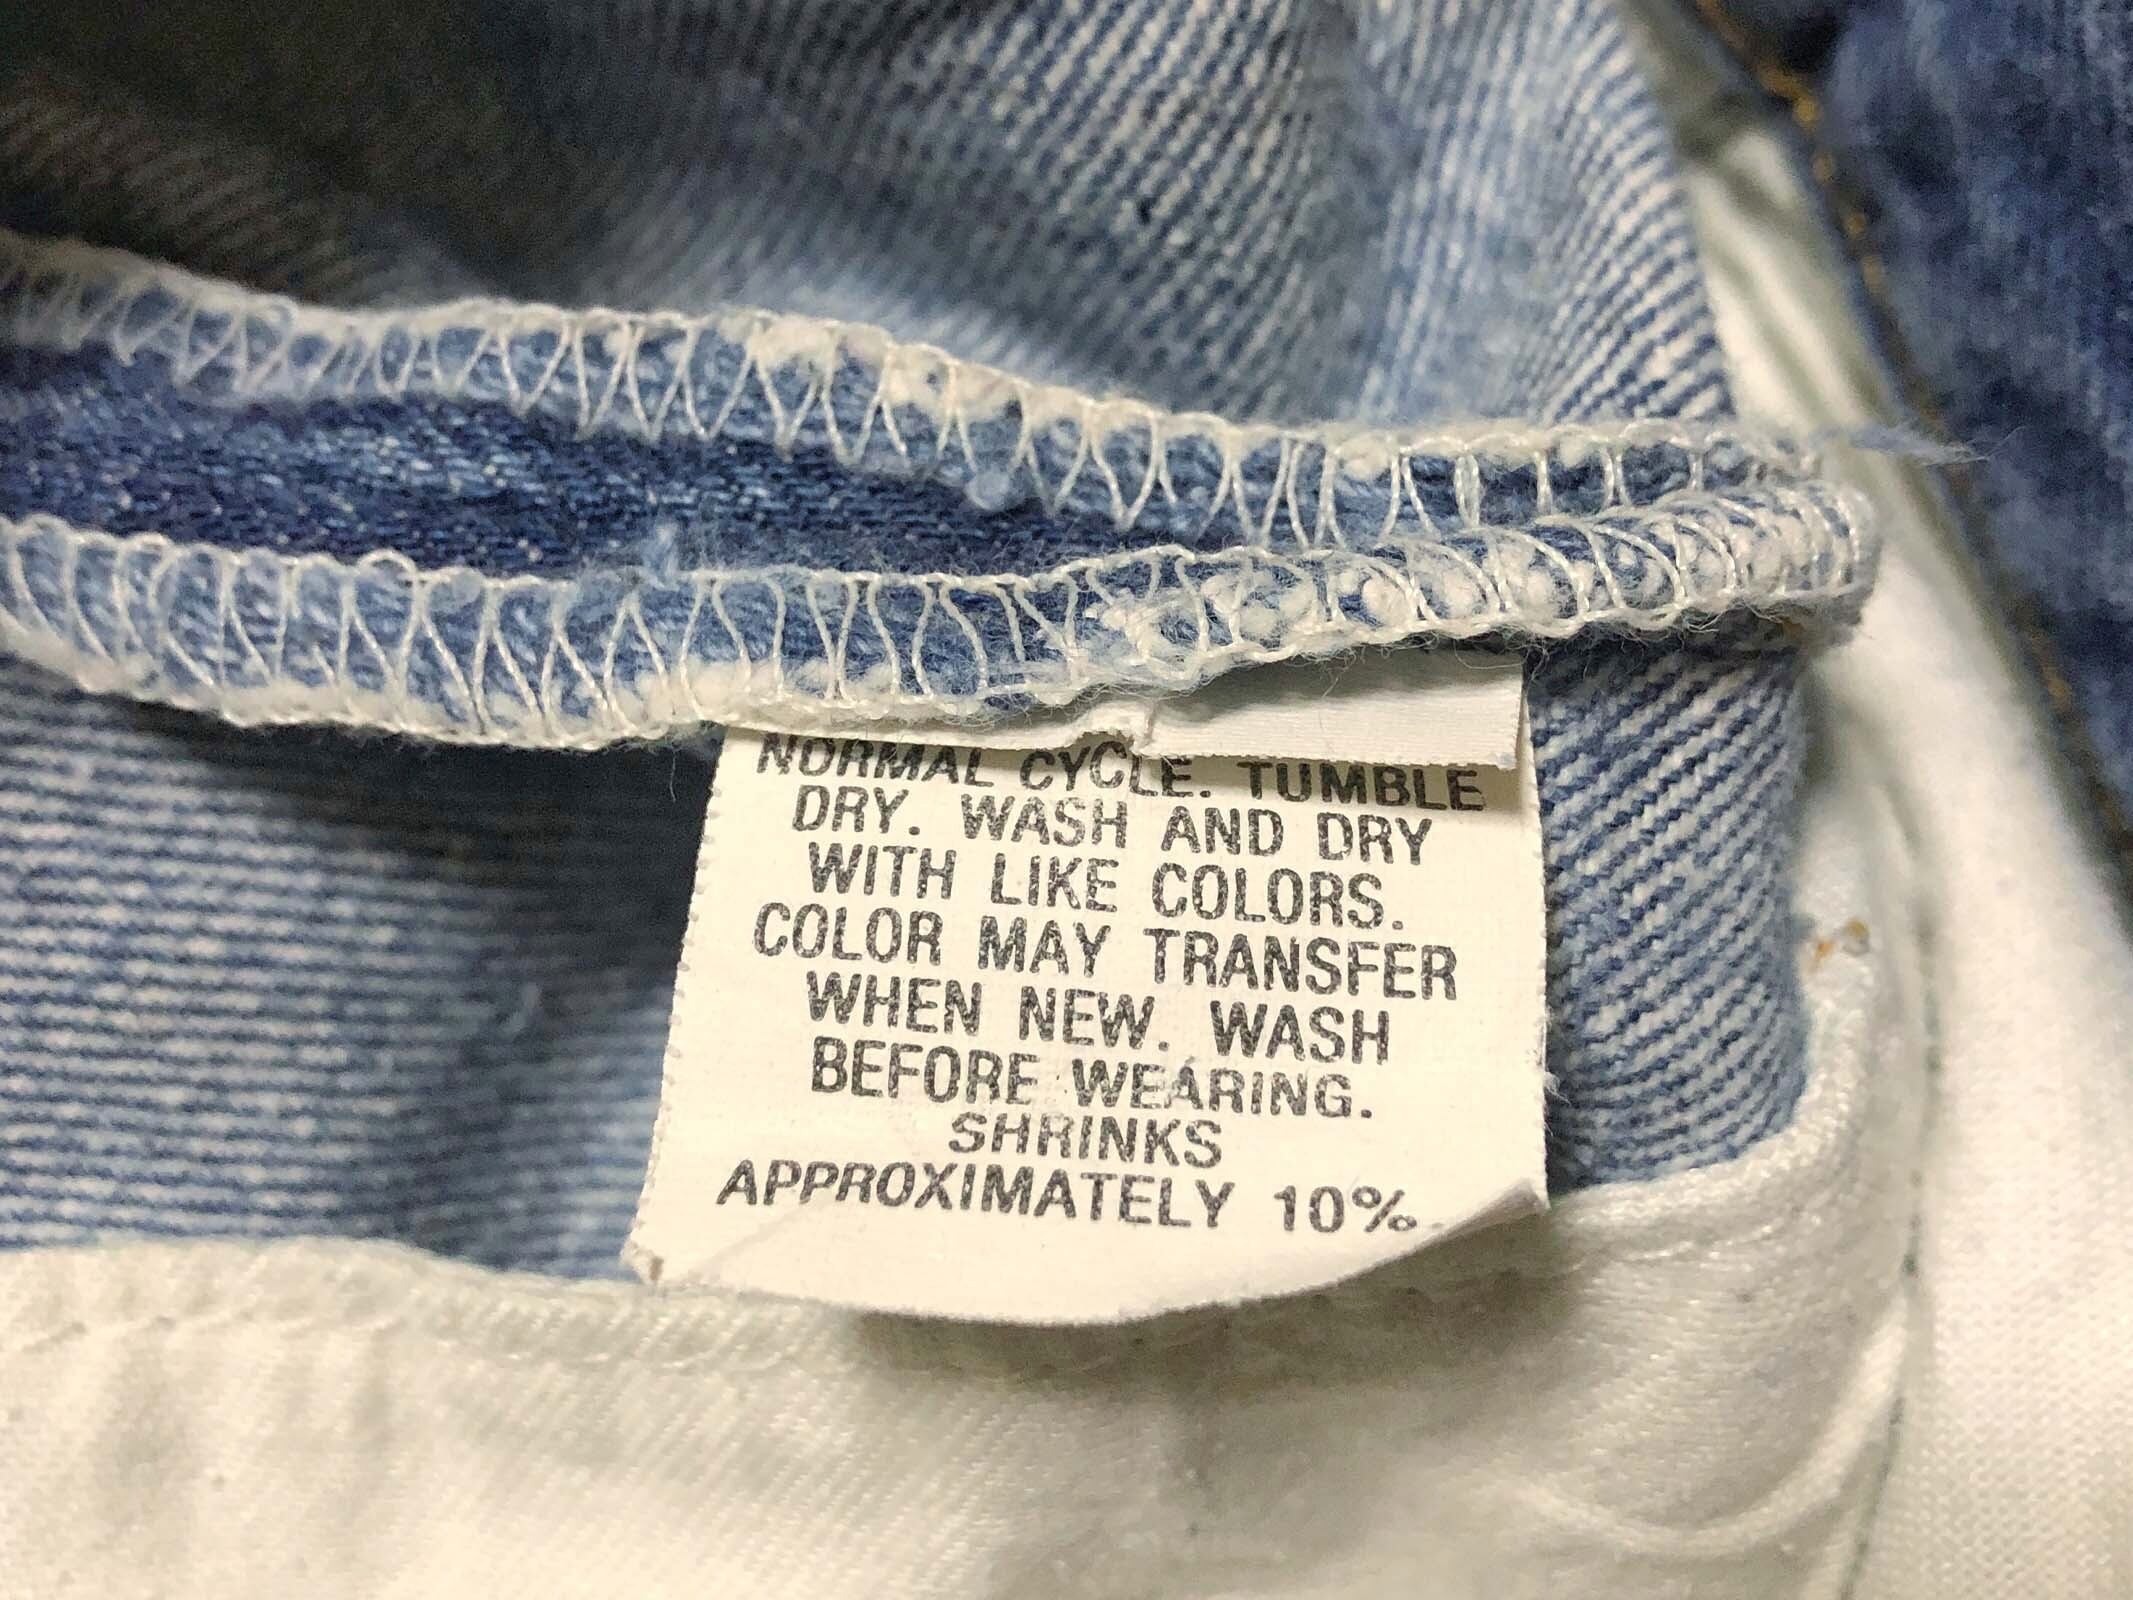 NORMAL CYCLE. TUMBLE
DRY. WASH AND DRY
WITH LIKE COLORS.
COLOR MAY TRANSFER
WHEN NEW. WASH
BEFORE WEARING.
SHRINKS
APPROXIMATELY 10%.